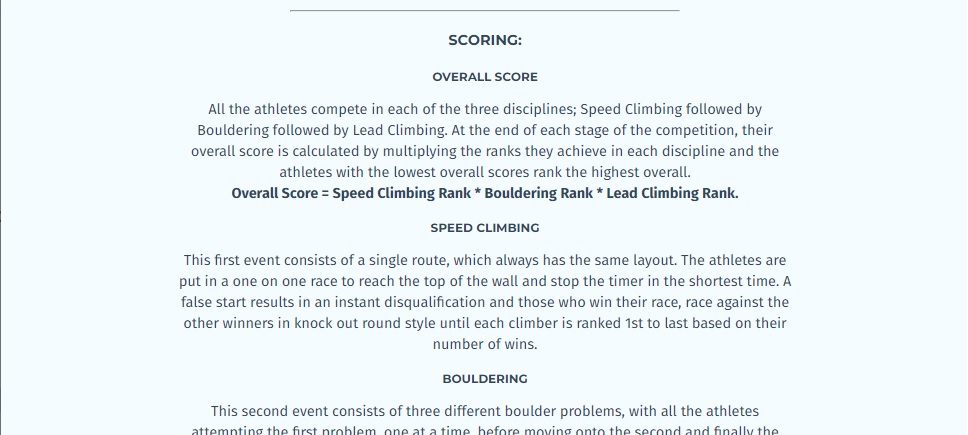 SCORING:
OVERALL SCORE
All the athletes compete in each of the three disciplines; Speed Climbing followed by
Bouldering followed by Lead Climbing. At the end of each stage of the competition, their
overall score is calculated by multiplying the ranks they achieve in each discipline and the
athletes with the lowest overall scores rank the highest overall.
Overall Score = Speed Climbing Rank * Bouldering Rank * Lead Climbing Rank.
SPEED CLIMBING
This first event consists of a single route, which always has the same layout. The athletes are
put in a one on one race to reach the top of the wall and stop the timer in the shortest time. A
false start results in an instant disqualification and those who win their race, race against the
other winners in knock out round style until each climber is ranked 1st to last based on their
number of wins.
BOULDERING
This second event consists of three different boulder problems, with all the athletes
attempting the first problem, one at a time, before moving onto the second and finally the